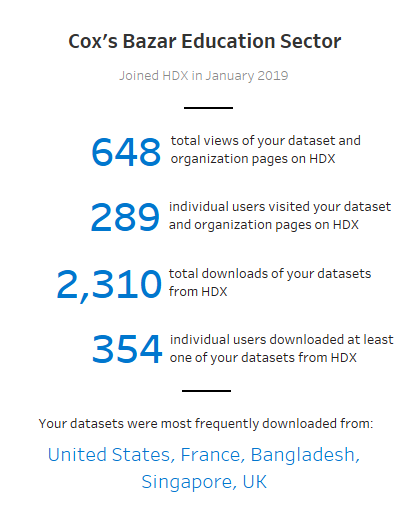 Cox's Bazar Education Sector
Joined HDX in January 2019
648 total views of your dataset and
organization pages on HDX
289 individual users visited your dataset
and organization pages on HDX
2,310 total downloads of your datasets
from HDX
354 individual users downloaded at least
one of your datasets from HDX
Your datasets were most frequently downloaded from:
United States, France, Bangladesh,
Singapore, UK